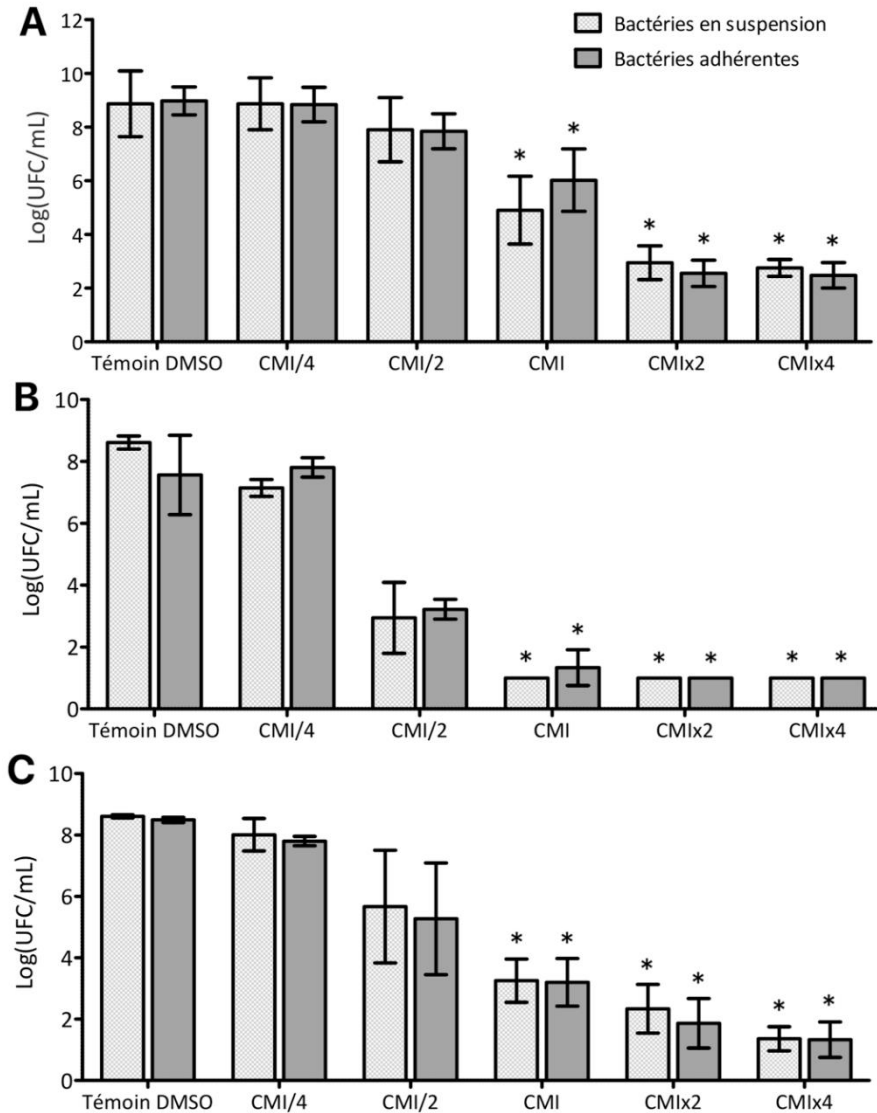 A
Bactéries en suspension
Bactéries adhérentes
Log(UFC/mL)
12
10
8
6
4
2
0
* * * * * *
Témoin DMSO CMI/4 CMI/2 CMI CMIx2 CMIx4
B
Log(UFC/mL)
10
8
6
4
2
0
* * * * * *
Témoin DMSO CMI/4 CMI/2 CMI CMIx2 CMIx4
C
Log(UFC/mL)
10
8
6
4
2
0
* * * * * *
Témoin DMSO CMI/4 CMI/2 CMI CMIx2 CMIx4